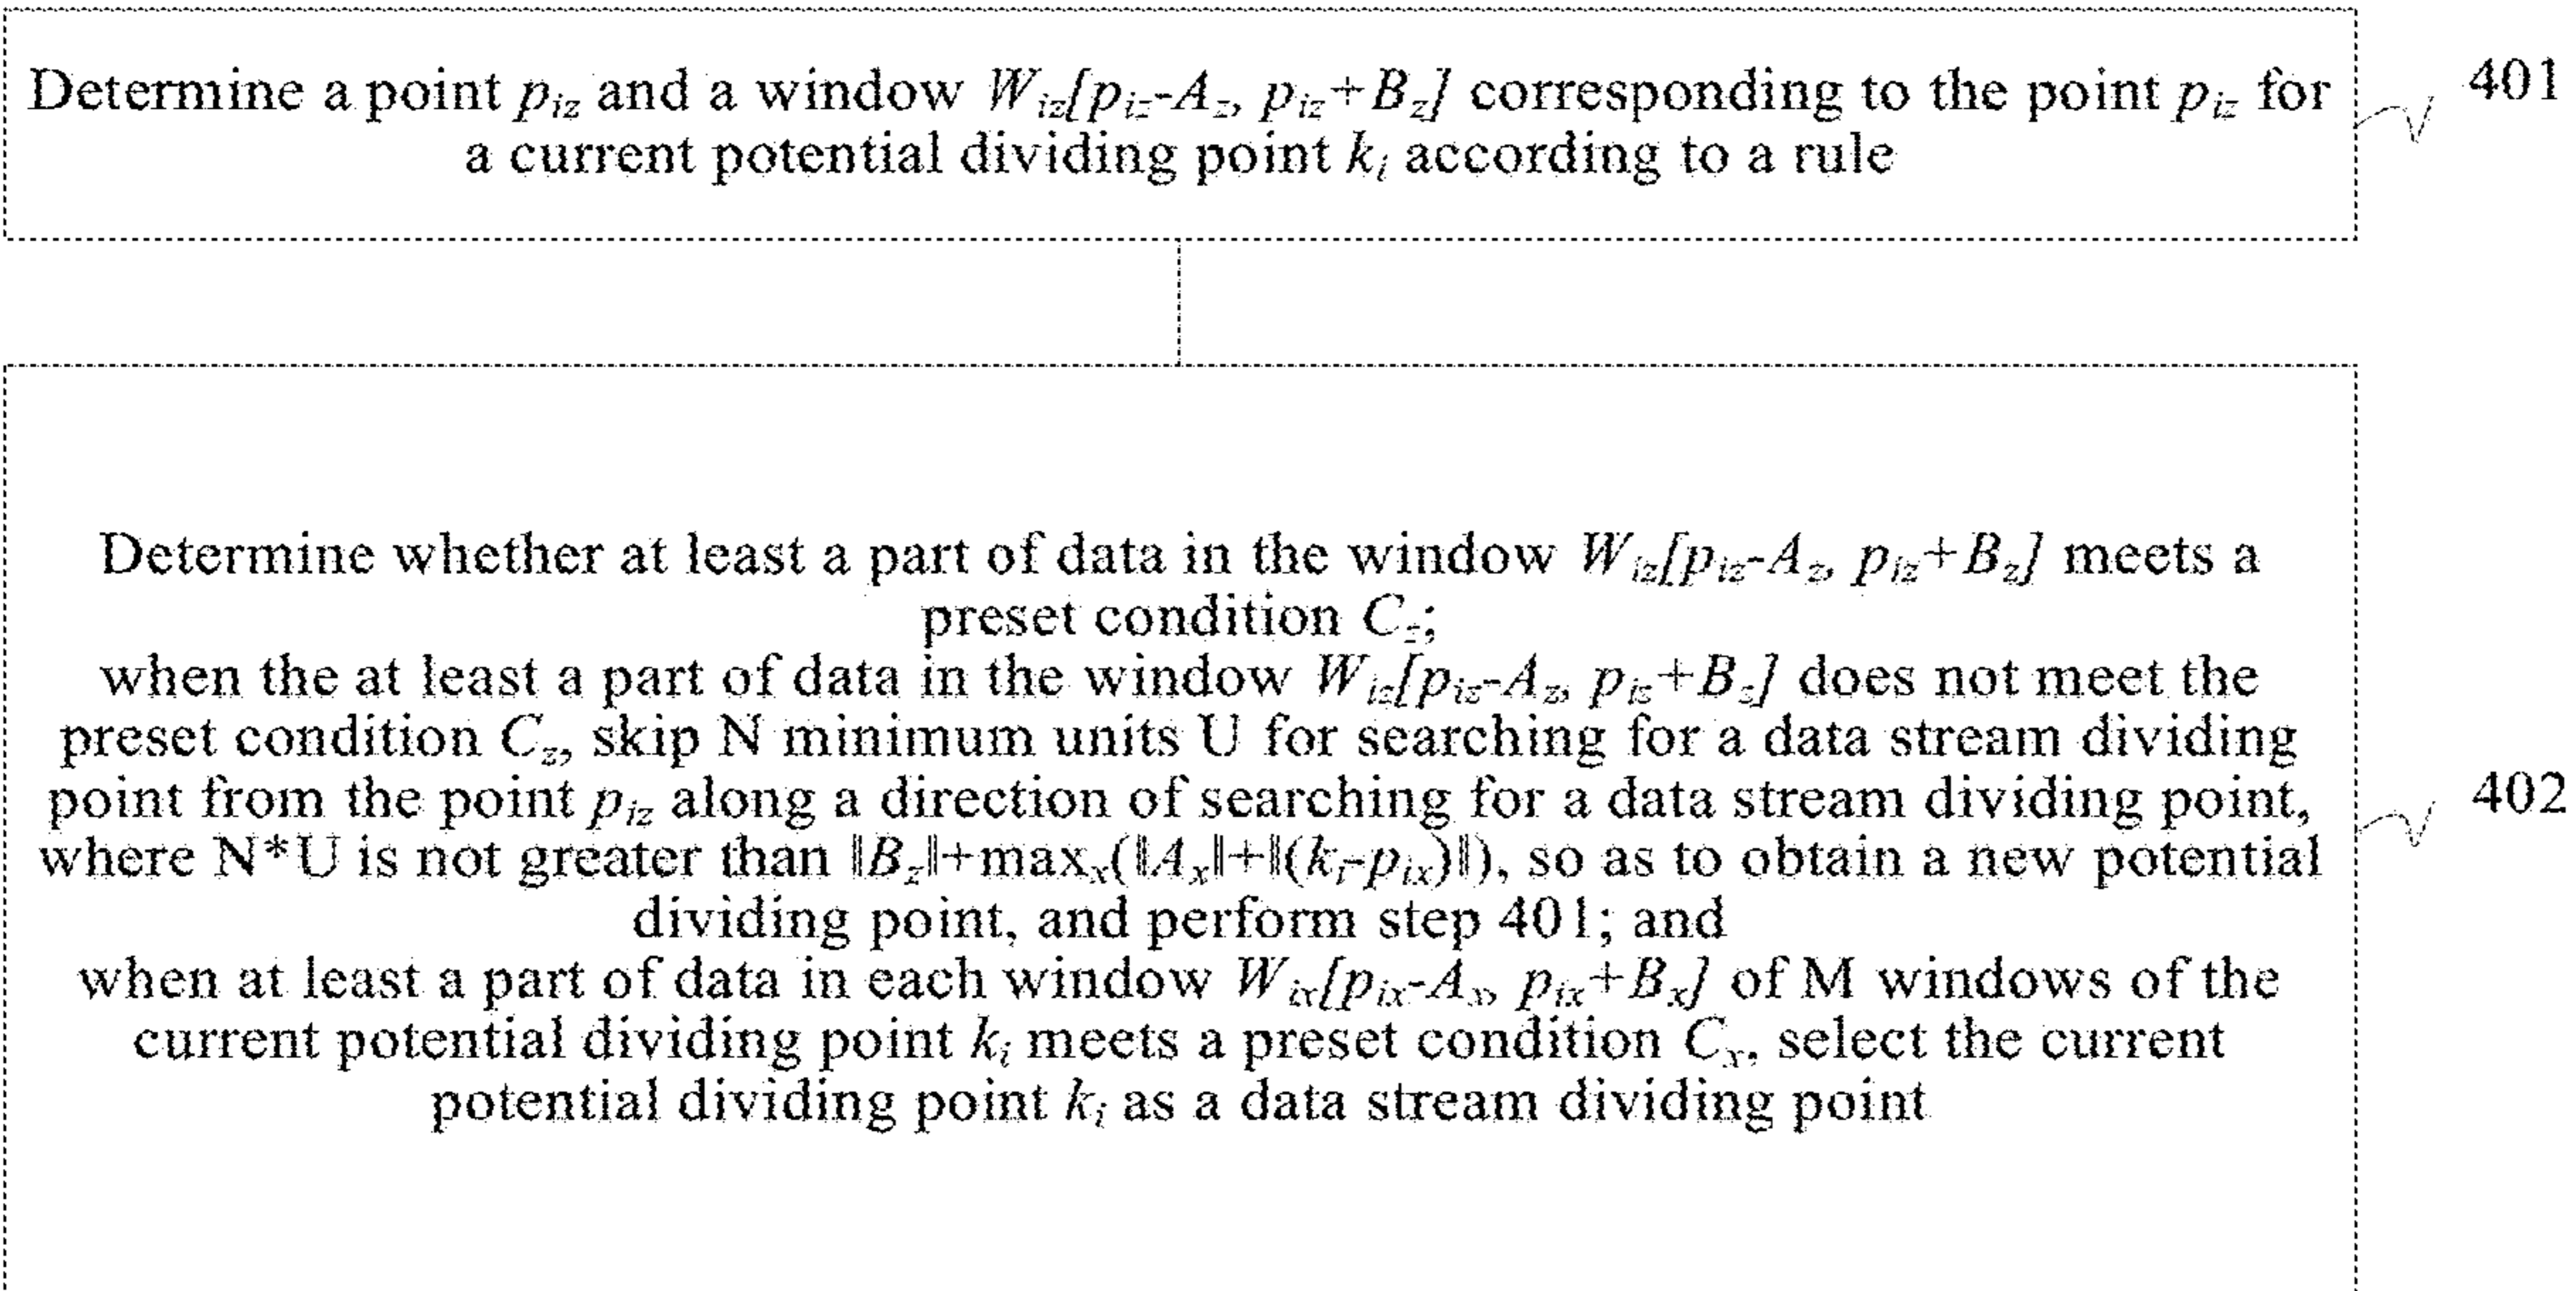 Determine a point p_iz and a window W_iz[p_iz-A_z, p_iz+B_z] corresponding to the point p_iz for
a current potential dividing point k_i according to a rule
401
Determine whether at least a part of data in the window W_iz[p_iz-A_z, p_iz+B_z] meets a
preset condition C_z;
when the at least a part of data in the window W_iz[p_iz-A_z, p_iz+B_z] does not meet the
preset condition C_z, skip N minimum units U for searching for a data stream dividing
point from the point p_iz along a direction of searching for a data stream dividing point,
where N*U is not greater than ‖B_z‖+max_x(‖A_x‖+‖(k_i-p_ix)‖), so as to obtain a new potential
dividing point, and perform step 401; and
when at least a part of data in each window W_ix[p_ix-A_x, p_ix+B_x] of M windows of the
current potential dividing point k_i meets a preset condition C_x, select the current
potential dividing point k_i as a data stream dividing point
402